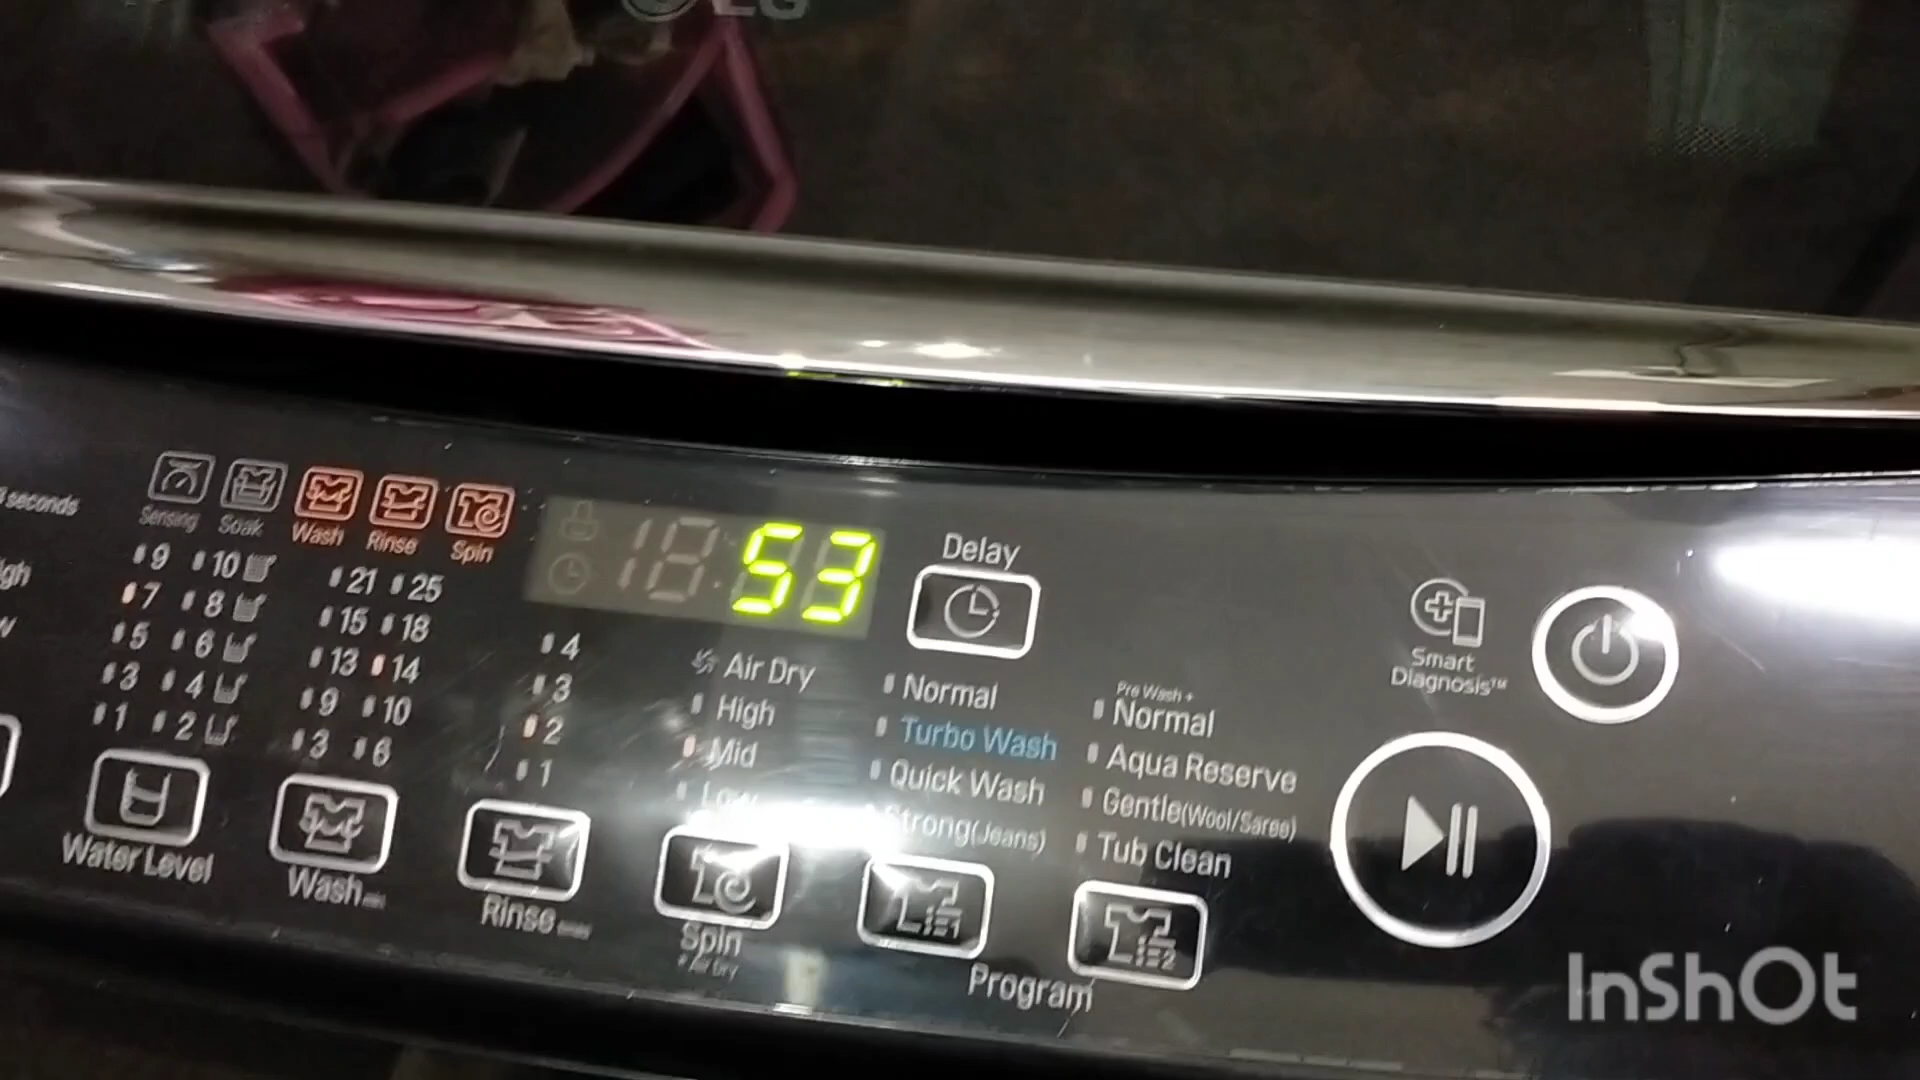 LG
seconds
Sensing Soak Wash Rinse Spin
53
Delay
9 10
7 8
5 6
3 4
1 2
Water Level
21 25
15 18
13 14
9 10
3 6
Wash
4
3
2
1
Rinse
Air Dry
High
Mid
Low
Spin
+ Air Dry
Normal
Turbo Wash
Quick Wash
Strong(Jeans)
Pre Wash +
Normal
Aqua Reserve
Gentle(Wool/Saree)
Tub Clean
Program
Smart
Diagnosis™
InShOt